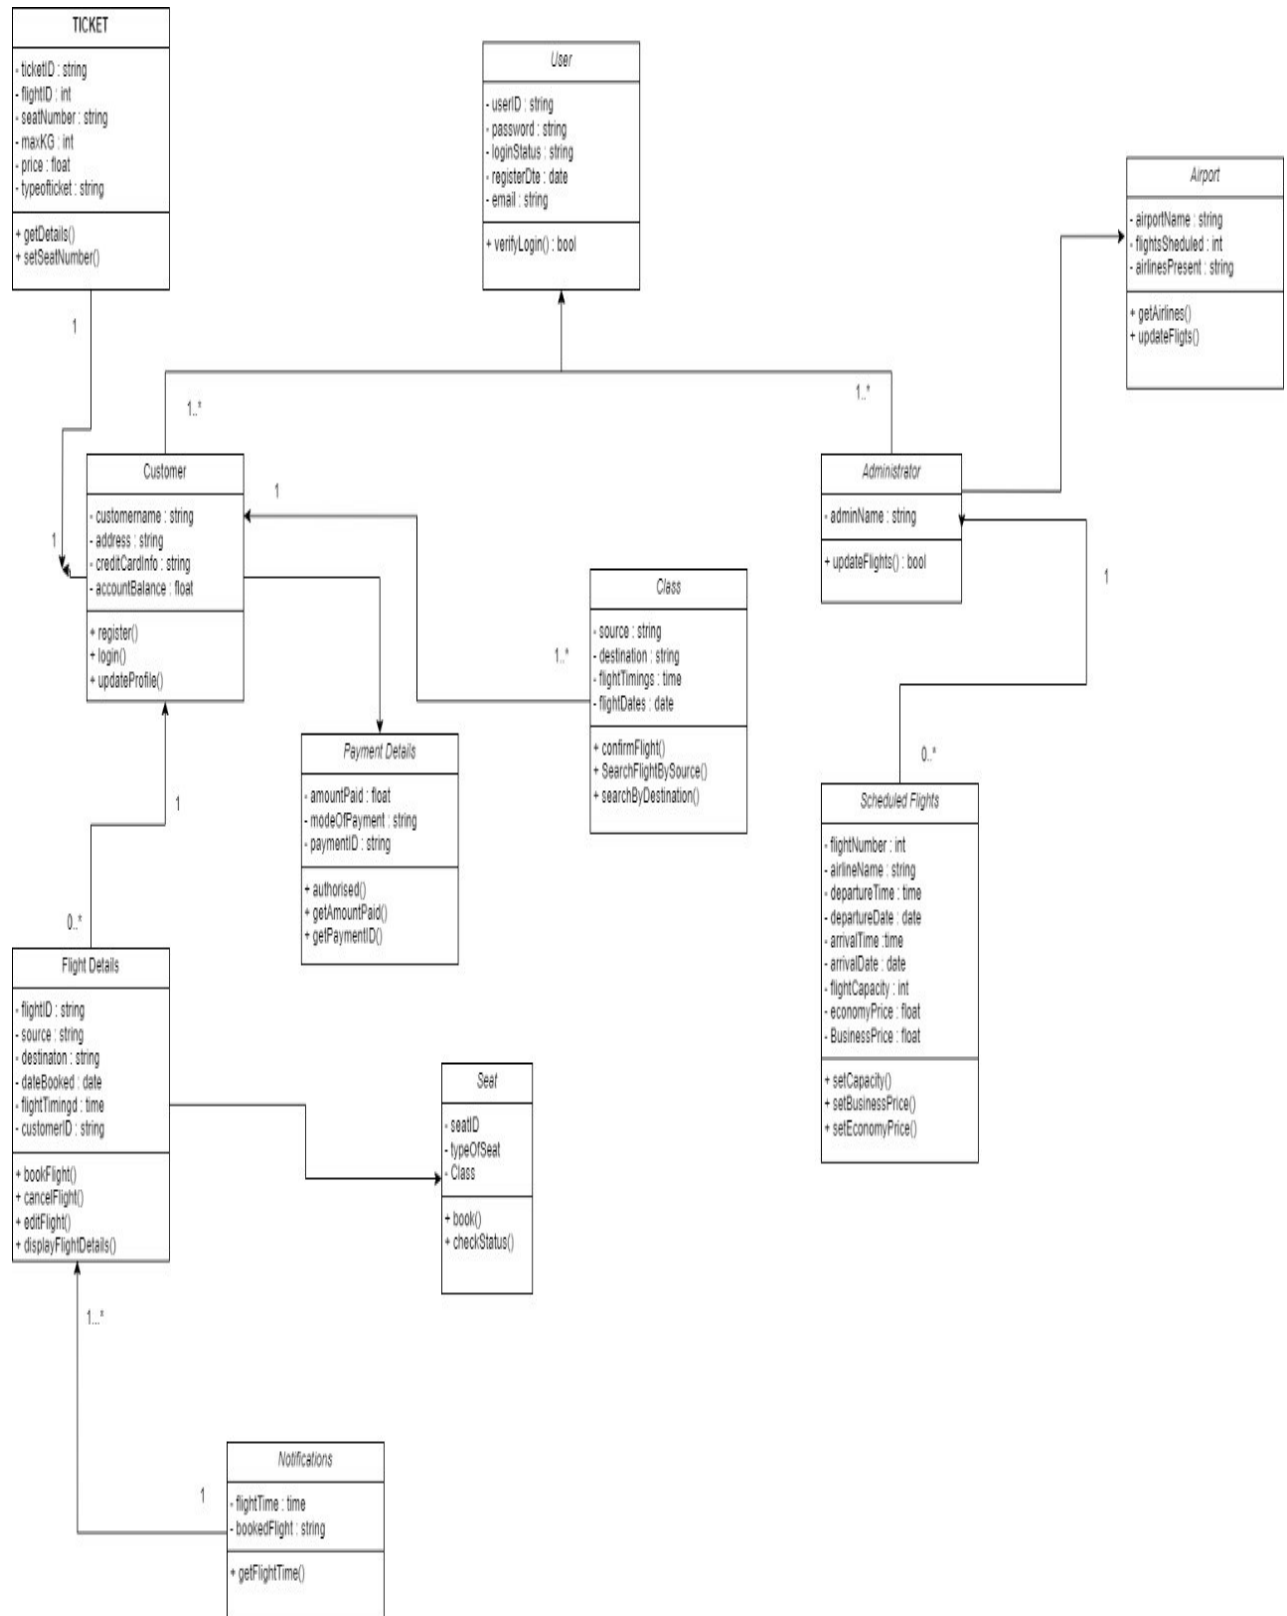 TICKET
- ticketID : string
- flightID : int
- seatNumber : string
- maxKG : int
- price : float
- typeofticket : string
+ getDetails()
+ setSeatNumber()
User
- userID : string
- password : string
- loginStatus : string
- registerDte : date
- email : string
+ verifyLogin() : bool
Airport
- airportName : string
- flightsSheduled : int
- airlinesPresent : string
+ getAirlines()
+ updateFligts()
1
1..*
1..*
Customer
- customername : string
- address : string
- creditCardInfo : string
- accountBalance : float
+ register()
+ login()
+ updateProfile()
1
1
Administrator
- adminName : string
+ updateFlights() : bool
1
Class
- source : string
- destination : string
- flightTimings : time
- flightDates : date
+ confirmFlight()
+ SearchFlightBySource()
+ searchByDestination()
1..*
Payment Details
- amountPaid : float
- modeOfPayment : string
- paymentID : string
+ authorised()
+ getAmountPaid()
+ getPaymentID()
1
0..*
0..*
Scheduled Flights
- flightNumber : int
- airlineName : string
- departureTime : time
- departureDate : date
- arrivalTime :time
- arrivalDate : date
- flightCapacity : int
- economyPrice : float
- BusinessPrice : float
+ setCapacity()
+ setBusinessPrice()
+ setEconomyPrice()
Flight Details
- flightID : string
- source : string
- destinaton : string
- dateBooked : date
- flightTimingd : time
- customerID : string
+ bookFlight()
+ cancelFlight()
+ editFlight()
+ displayFlightDetails()
Seat
- seatID
- typeOfSeat
- Class
+ book()
+ checkStatus()
1...*
1
Notifications
- flightTime : time
- bookedFlight : string
+ getFlightTime()